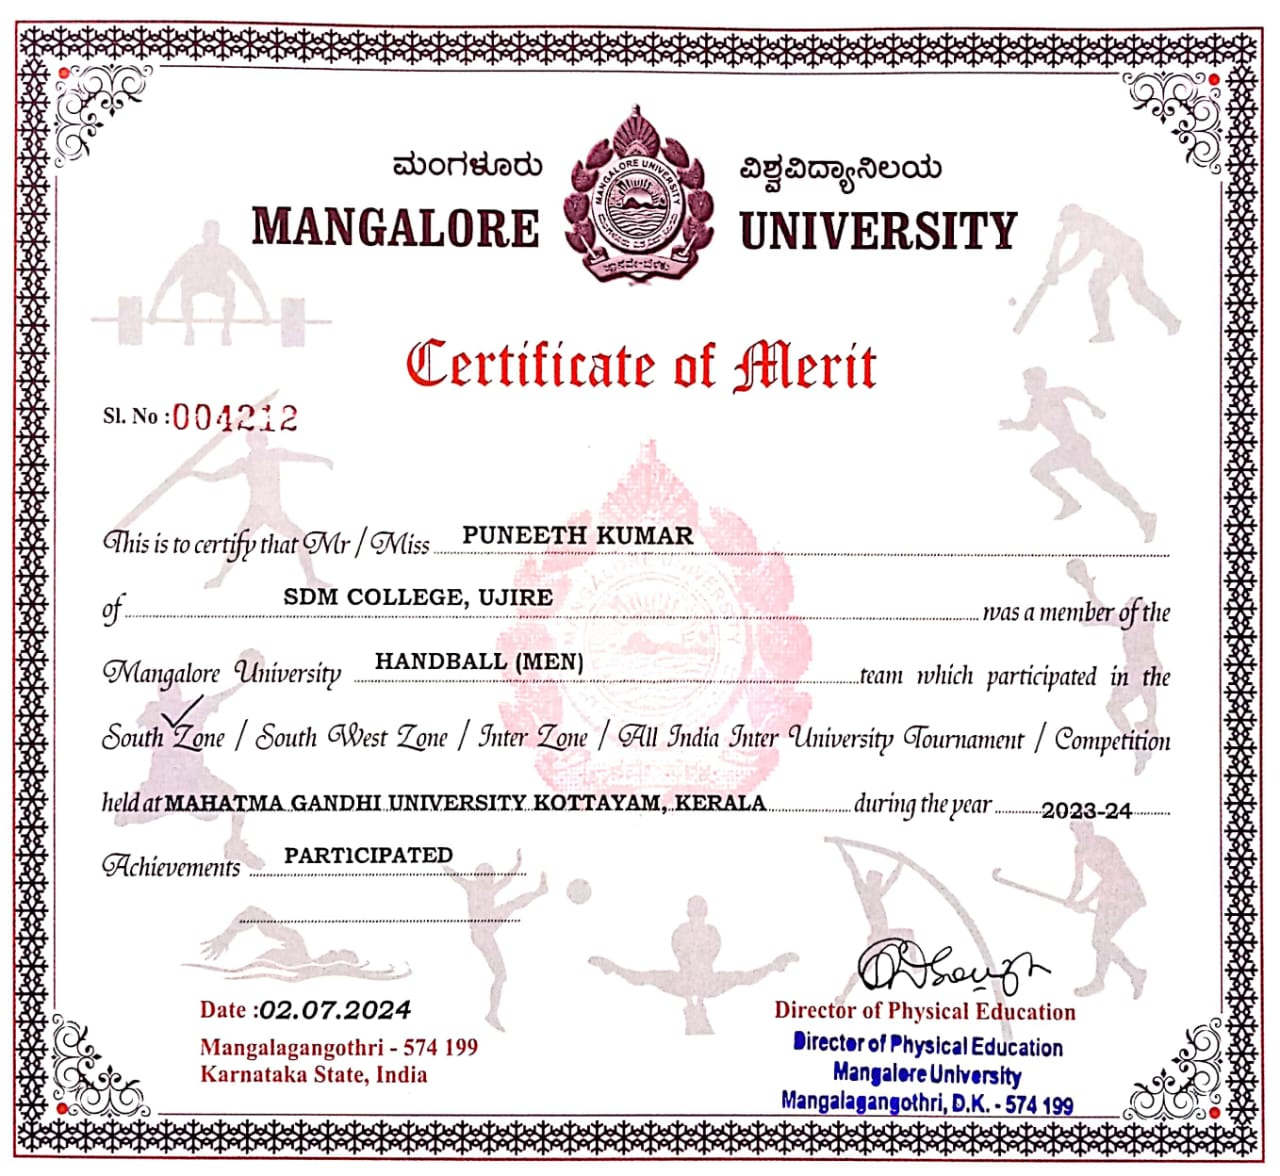 ಮಂಗಳೂರು ವಿಶ್ವವಿದ್ಯಾನಿಲಯ
MANGALORE UNIVERSITY
MANGALORE UNIVERSITY
Certificate of Merit
Sl. No : 004212
This is to certify that Mr / Miss PUNEETH KUMAR
of SDM COLLEGE, UJIRE was a member of the
Mangalore University HANDBALL (MEN) team which participated in the
South Zone / South West Zone / Inter Zone / All India Inter University Tournament / Competition
held at MAHATMA GANDHI UNIVERSITY KOTTAYAM, KERALA during the year 2023-24
Achievements PARTICIPATED
Date : 02.07.2024
Mangalagangothri - 574 199
Karnataka State, India
Director of Physical Education
Director of Physical Education
Mangalore University
Mangalagangothri, D.K. - 574 199